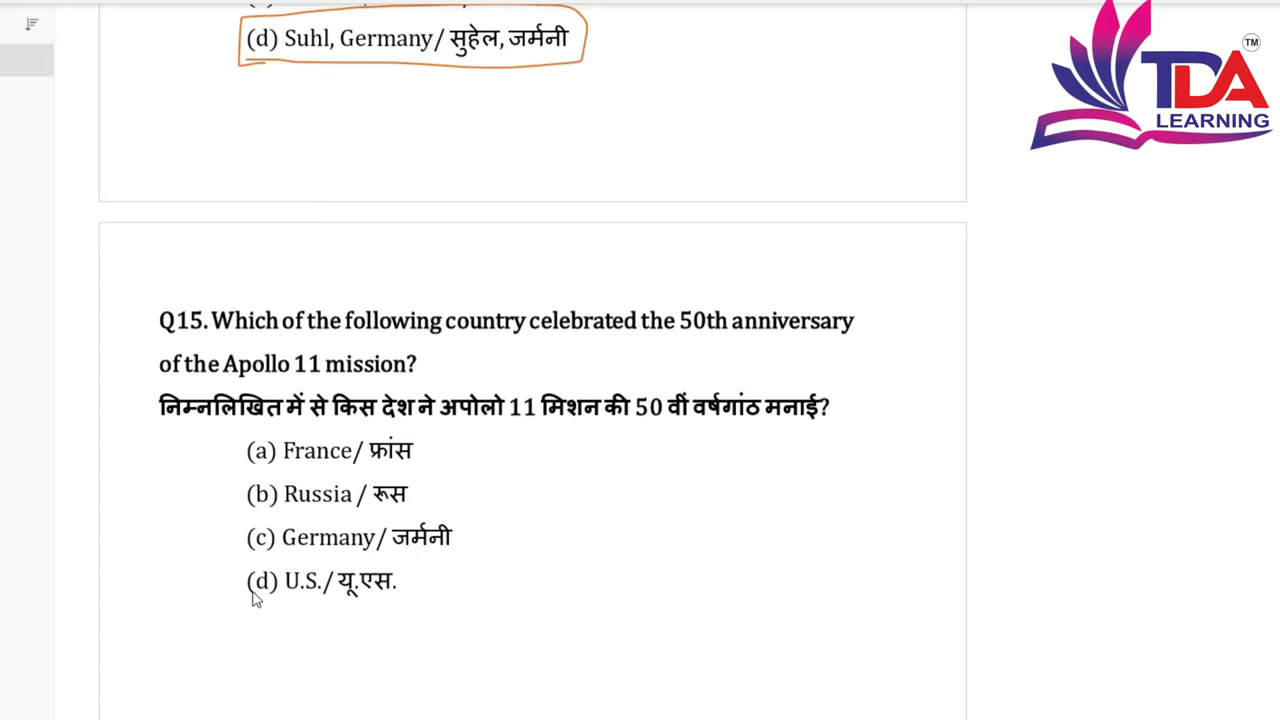 (d) Suhl, Germany/ सुहेल, जर्मनी
TM
TDA
LEARNING
Q15. Which of the following country celebrated the 50th anniversary
of the Apollo 11 mission?
निम्नलिखित में से किस देश ने अपोलो 11 मिशन की 50 वीं वर्षगांठ मनाई?
(a) France/ फ्रांस
(b) Russia / रूस
(c) Germany/ जर्मनी
(d) U.S./ यू.एस.